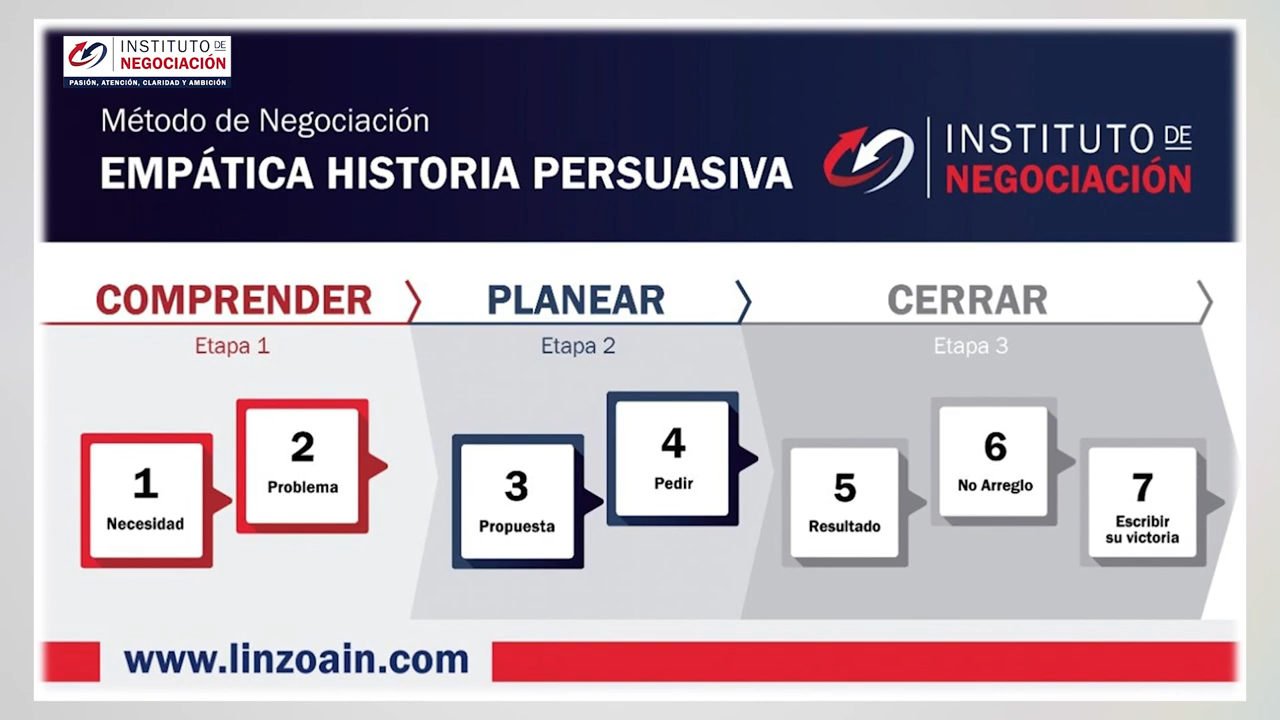 INSTITUTO DE
NEGOCIACIÓN
PASIÓN, ATENCIÓN, CLARIDAD Y AMBICIÓN
Método de Negociación
EMPÁTICA HISTORIA PERSUASIVA
INSTITUTO DE
NEGOCIACIÓN
COMPRENDER
Etapa 1
PLANEAR
Etapa 2
CERRAR
Etapa 3
1
Necesidad
2
Problema
3
Propuesta
4
Pedir
5
Resultado
6
No Arreglo
7
Escribir
su victoria
www.linzoain.com